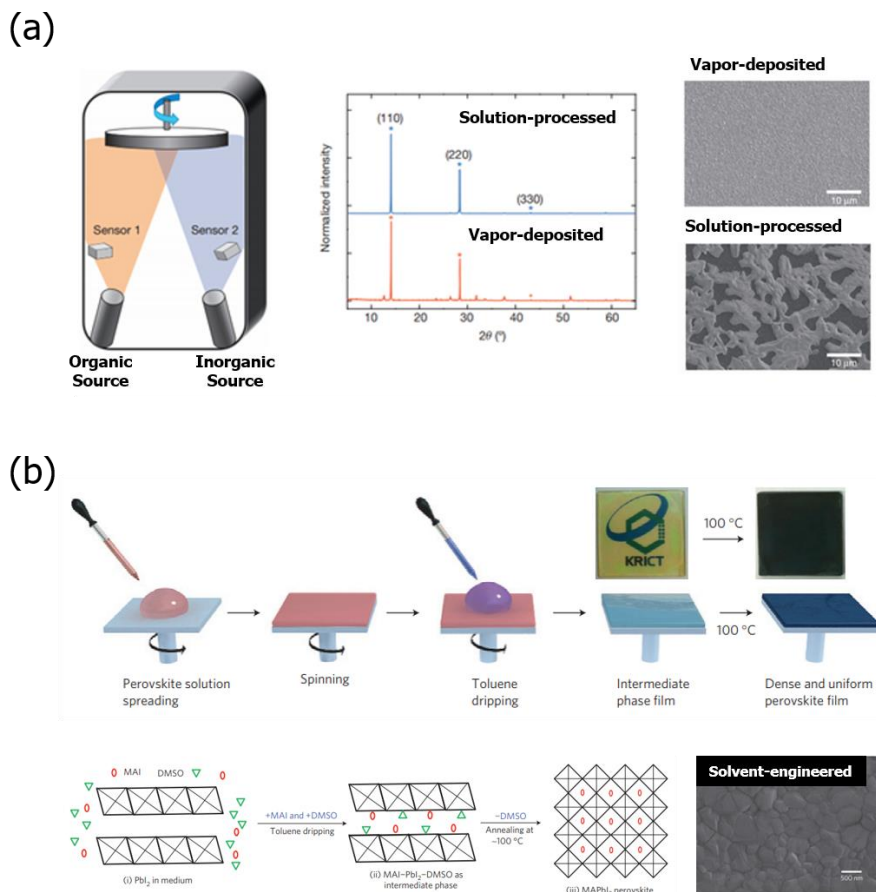 (a)
Sensor 1
Sensor 2
Organic
Source
Inorganic
Source
Normalized intensity
(110)
Solution-processed
(220)
(330)
Vapor-deposited
10 20 30 40 50 60
2θ (°)
Vapor-deposited
10 μm
Solution-processed
10 μm
(b)
KRICT
100 °C
100 °C
Perovskite solution
spreading
Spinning
Toluene
dripping
Intermediate
phase film
Dense and uniform
perovskite film
MAI DMSO
(i) PbI2 in medium
+MAI and +DMSO
Toluene dripping
(ii) MAI–PbI2–DMSO as
intermediate phase
–DMSO
Annealing at
~100 °C
(iii) MAPbI3 perovskite
Solvent-engineered
500 nm